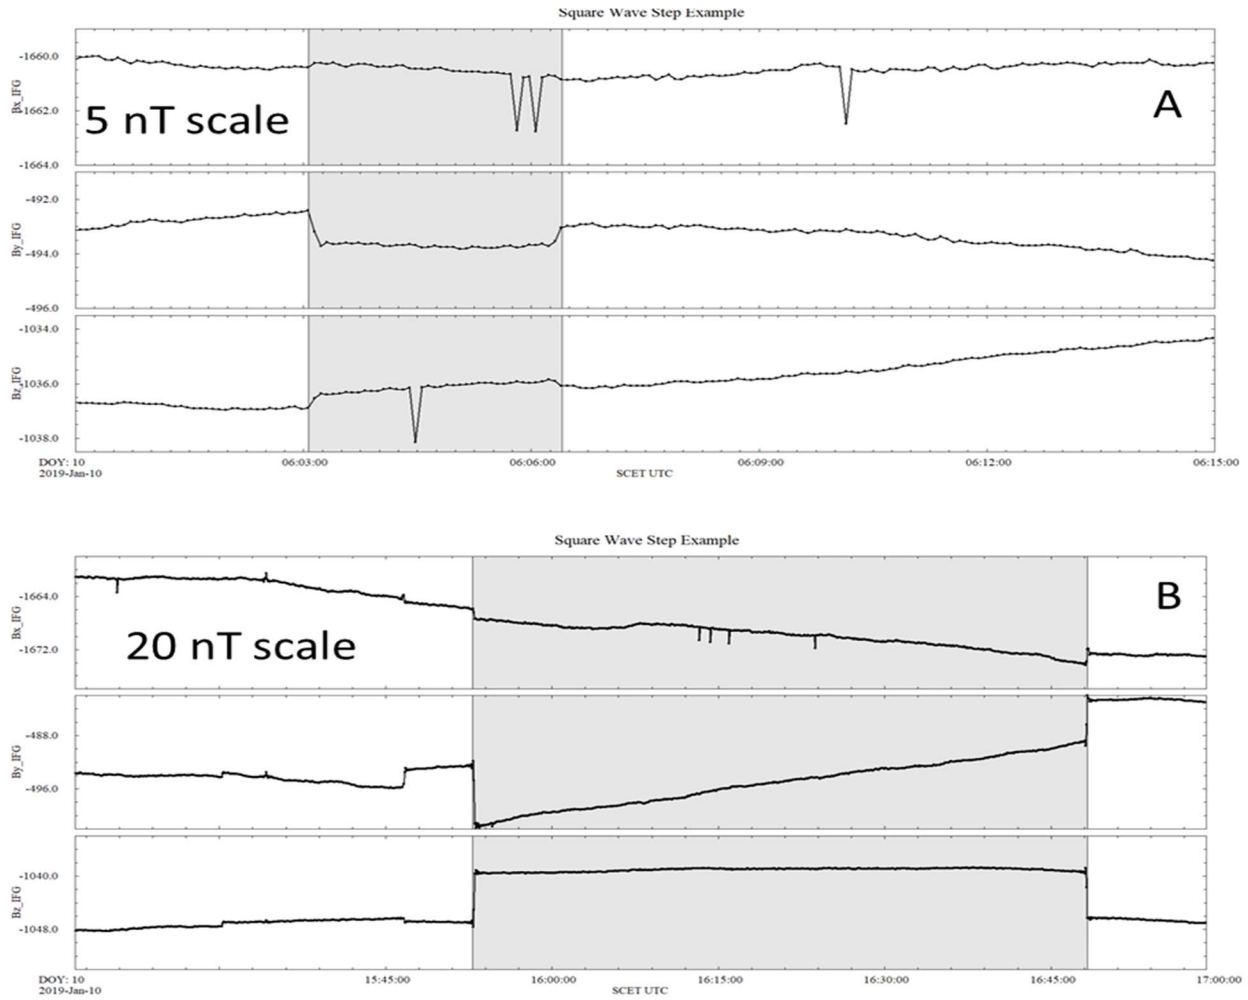 Square Wave Step Example
-1660.0
Bx_IFG
-1662.0
5 nT scale
A
-1664.0
-492.0
By_IFG
-494.0
-496.0
-1034.0
Bz_IFG
-1036.0
-1038.0
DOY: 10 06:03:00 06:06:00 06:09:00 06:12:00 06:15:00
2019-Jan-10 SCET UTC
Square Wave Step Example
B
-1664.0
Bx_IFG
20 nT scale
-1672.0
-488.0
By_IFG
-496.0
-1040.0
Bz_IFG
-1048.0
DOY: 10 15:45:00 16:00:00 16:15:00 16:30:00 16:45:00 17:00:00
2019-Jan-10 SCET UTC